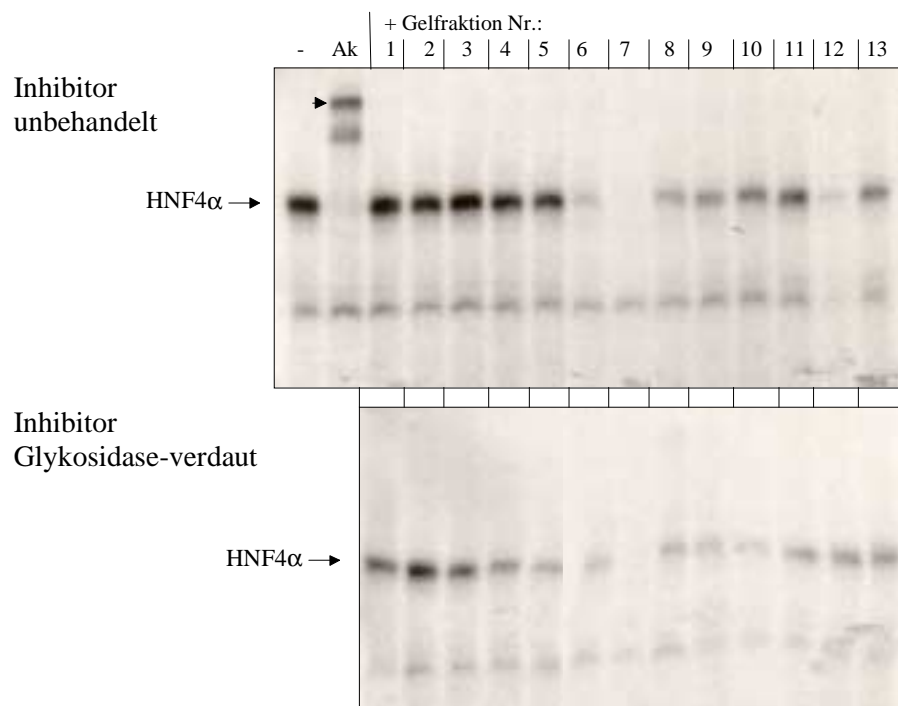 + Gelfraktion Nr.:
- Ak 1 2 3 4 5 6 7 8 9 10 11 12 13
Inhibitor
unbehandelt
HNF4α
Inhibitor
Glykosidase-verdaut
HNF4α